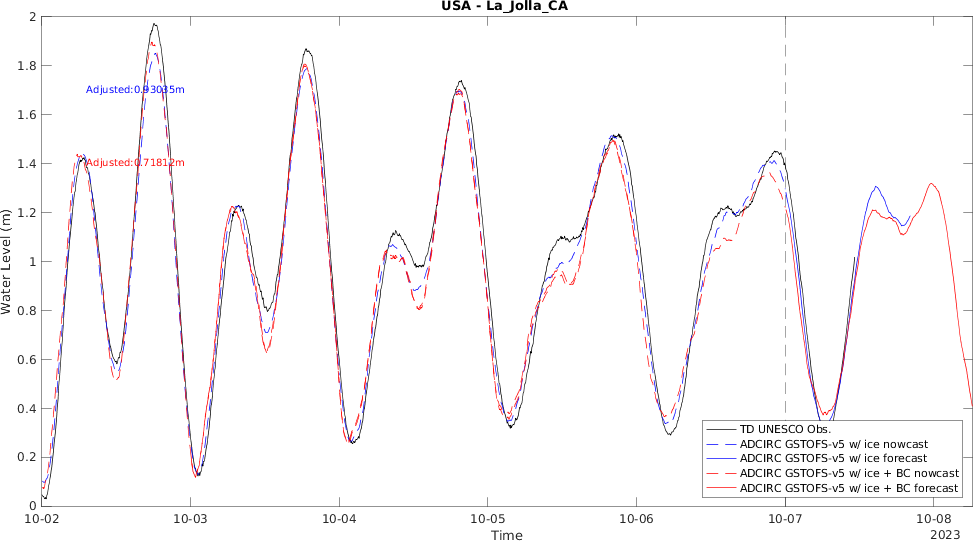 USA - La_Jolla_CA
Water Level (m)
2
1.8
1.6
1.4
1.2
1
0.8
0.6
0.4
0.2
0
Adjusted:0.93035m
Adjusted:0.71812m
TD UNESCO Obs.
ADCIRC GSTOFS-v5 w/ ice nowcast
ADCIRC GSTOFS-v5 w/ ice forecast
ADCIRC GSTOFS-v5 w/ ice + BC nowcast
ADCIRC GSTOFS-v5 w/ ice + BC forecast
10-02 10-03 10-04 10-05 10-06 10-07 10-08
Time
2023